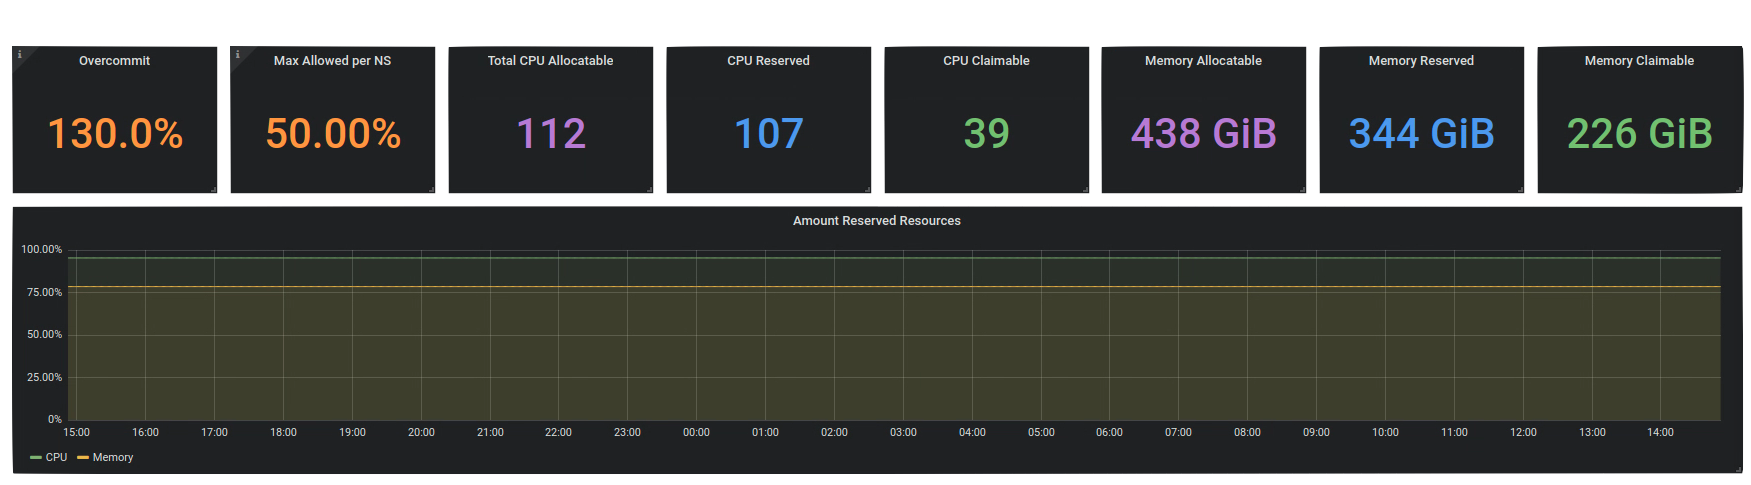 i
Overcommit
130.0%
i
Max Allowed per NS
50.00%
Total CPU Allocatable
112
CPU Reserved
107
CPU Claimable
39
Memory Allocatable
438 GiB
Memory Reserved
344 GiB
Memory Claimable
226 GiB
Amount Reserved Resources
100.00%
75.00%
50.00%
25.00%
0%
15:00 16:00 17:00 18:00 19:00 20:00 21:00 22:00 23:00 00:00 01:00 02:00 03:00 04:00 05:00 06:00 07:00 08:00 09:00 10:00 11:00 12:00 13:00 14:00
CPU Memory